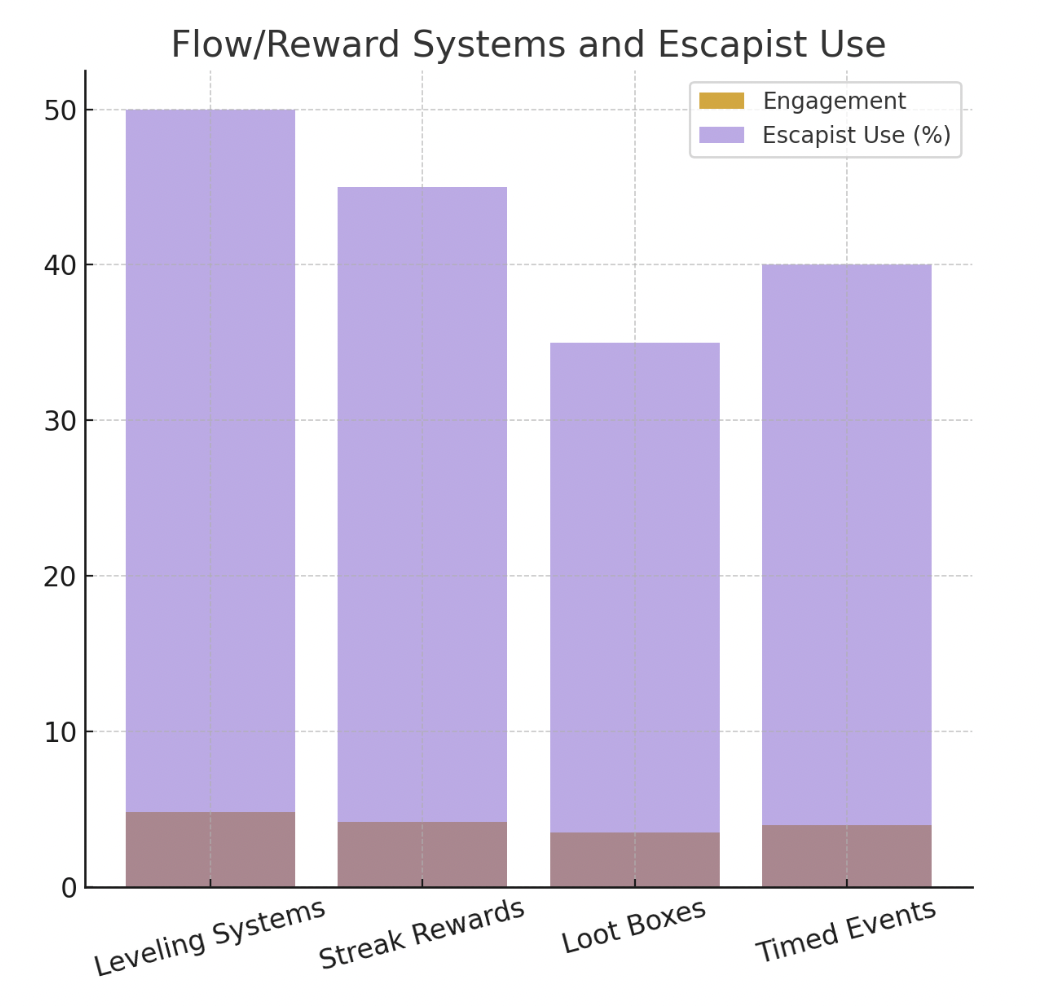 Flow/Reward Systems and Escapist Use
Engagement
Escapist Use (%)
50
40
30
20
10
0
Leveling Systems
Streak Rewards
Loot Boxes
Timed Events